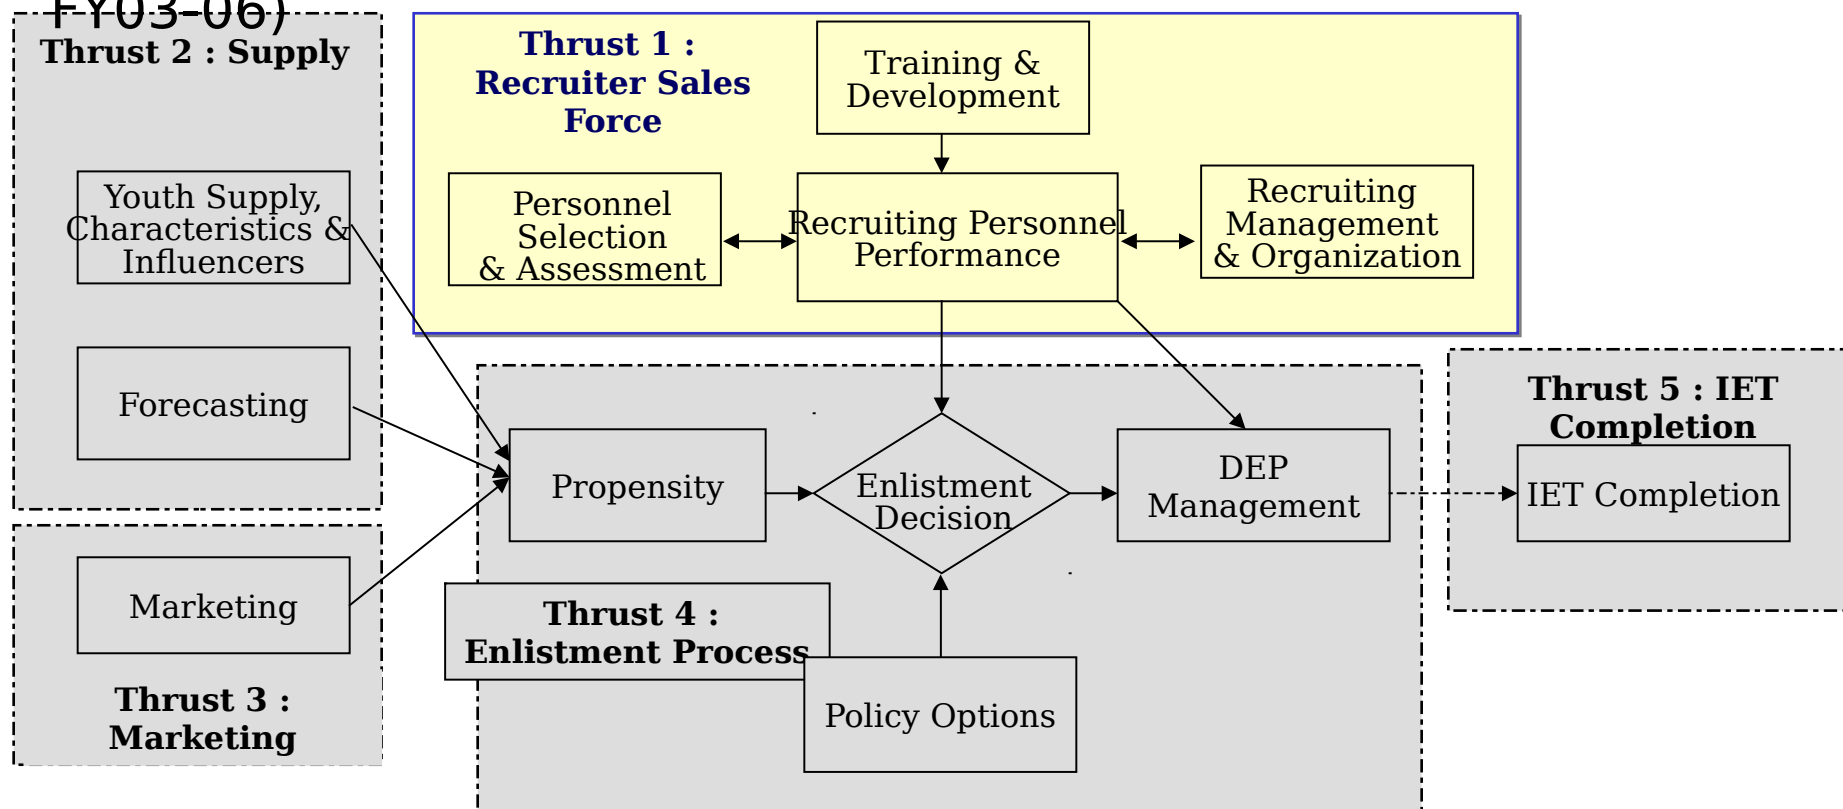 FY03-06)
Thrust 2 : Supply
Youth Supply,
Characteristics &
Influencers
Forecasting
Marketing
Thrust 3 :
Marketing
Thrust 1 :
Recruiter Sales
Force
Training &
Development
Personnel
Selection
& Assessment
Recruiting Personnel
Performance
Recruiting
Management
& Organization
Propensity
Enlistment
Decision
DEP
Management
Thrust 4 :
Enlistment Process
Policy Options
Thrust 5 : IET
Completion
IET Completion